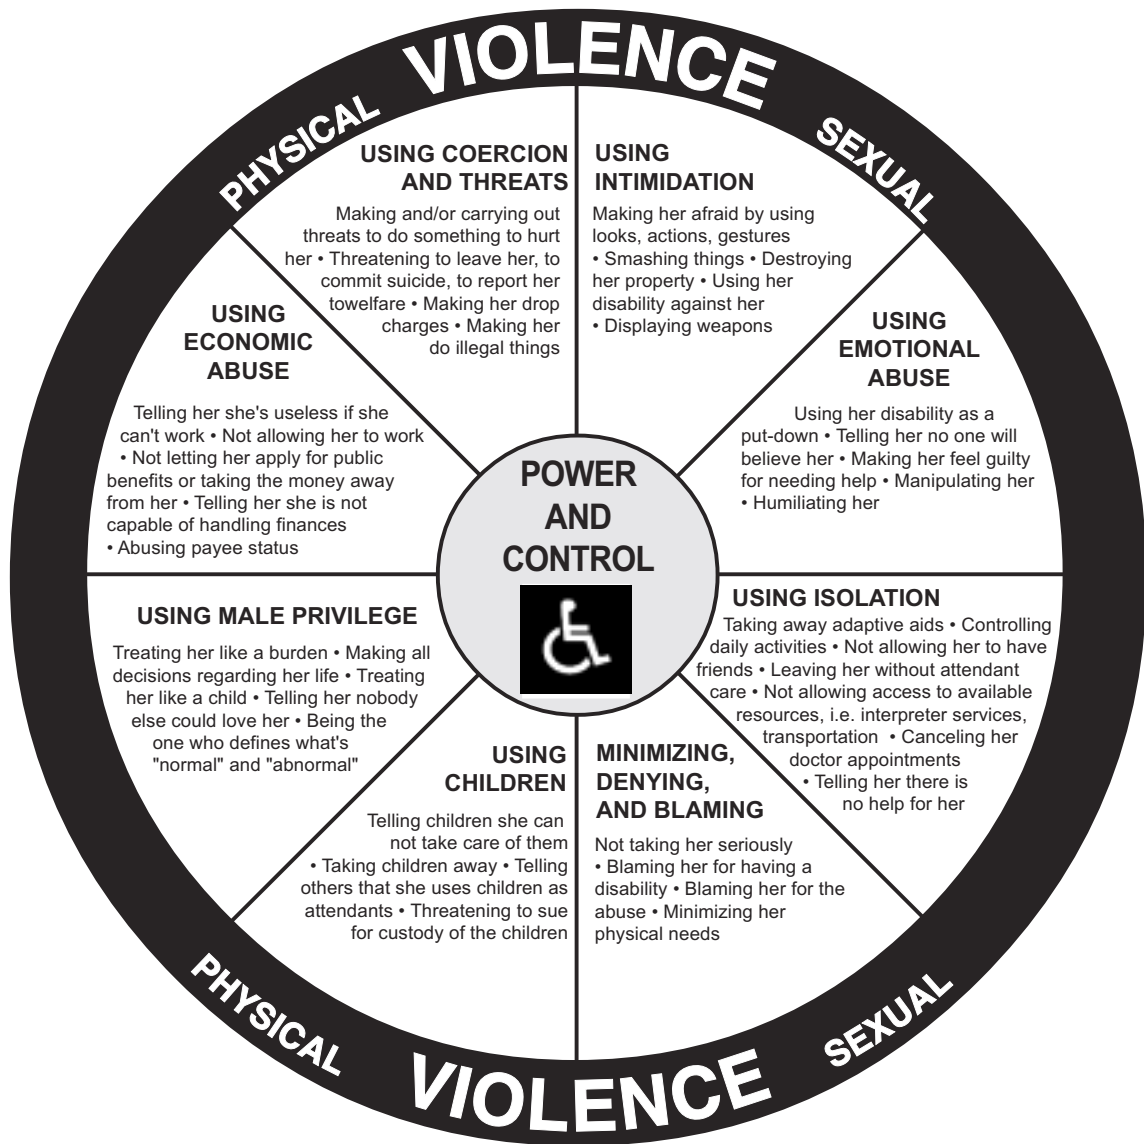 VIOLENCE
PHYSICAL
SEXUAL
USING COERCION
AND THREATS
Making and/or carrying out
threats to do something to hurt
her • Threatening to leave her, to
commit suicide, to report her
towelfare • Making her drop
charges • Making her
do illegal things
USING
INTIMIDATION
Making her afraid by using
looks, actions, gestures
• Smashing things • Destroying
her property • Using her
disability against her
• Displaying weapons
USING
EMOTIONAL
ABUSE
Using her disability as a
put-down • Telling her no one will
believe her • Making her feel guilty
for needing help • Manipulating her
• Humiliating her
USING
ECONOMIC
ABUSE
Telling her she's useless if she
can't work • Not allowing her to work
• Not letting her apply for public
benefits or taking the money away
from her • Telling her she is not
capable of handling finances
• Abusing payee status
POWER
AND
CONTROL
USING ISOLATION
Taking away adaptive aids • Controlling
daily activities • Not allowing her to have
friends • Leaving her without attendant
care • Not allowing access to available
resources, i.e. interpreter services,
transportation • Canceling her
doctor appointments
• Telling her there is
no help for her
USING MALE PRIVILEGE
Treating her like a burden • Making all
decisions regarding her life • Treating
her like a child • Telling her nobody
else could love her • Being the
one who defines what's
"normal" and "abnormal"
USING
CHILDREN
Telling children she can
not take care of them
• Taking children away • Telling
others that she uses children as
attendants • Threatening to sue
for custody of the children
MINIMIZING,
DENYING,
AND BLAMING
Not taking her seriously
• Blaming her for having a
disability • Blaming her for the
abuse • Minimizing her
physical needs
PHYSICAL
SEXUAL
VIOLENCE